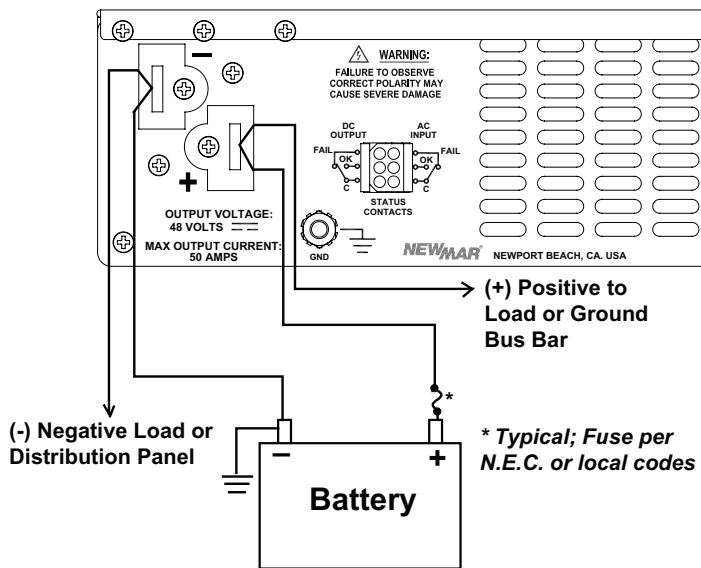 −
WARNING:
FAILURE TO OBSERVE
CORRECT POLARITY MAY
CAUSE SEVERE DAMAGE
DC
OUTPUT
AC
INPUT
FAIL
OK
C
FAIL
OK
C
STATUS
CONTACTS
+
OUTPUT VOLTAGE:
48 VOLTS
MAX OUTPUT CURRENT:
50 AMPS
GND
NEWMAR®
NEWPORT BEACH, CA. USA
(+) Positive to
Load or Ground
Bus Bar
*
(-) Negative Load or
Distribution Panel
* Typical; Fuse per
N.E.C. or local codes
− +
Battery